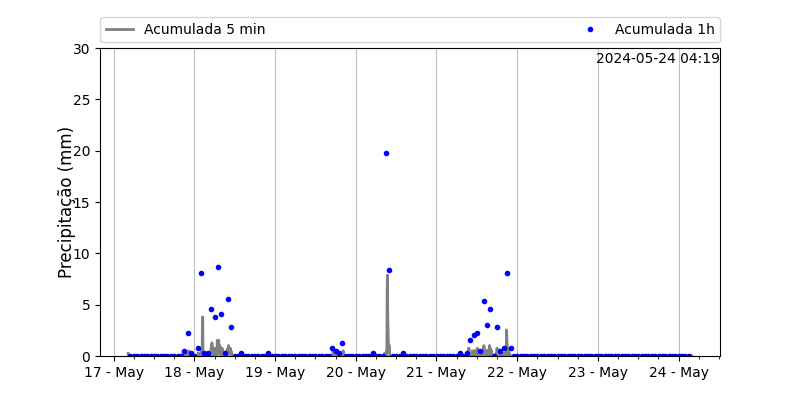 Acumulada 5 min
Acumulada 1h
2024-05-24 04:19
Precipitação (mm)
30
25
20
15
10
5
0
17 - May 18 - May 19 - May 20 - May 21 - May 22 - May 23 - May 24 - May